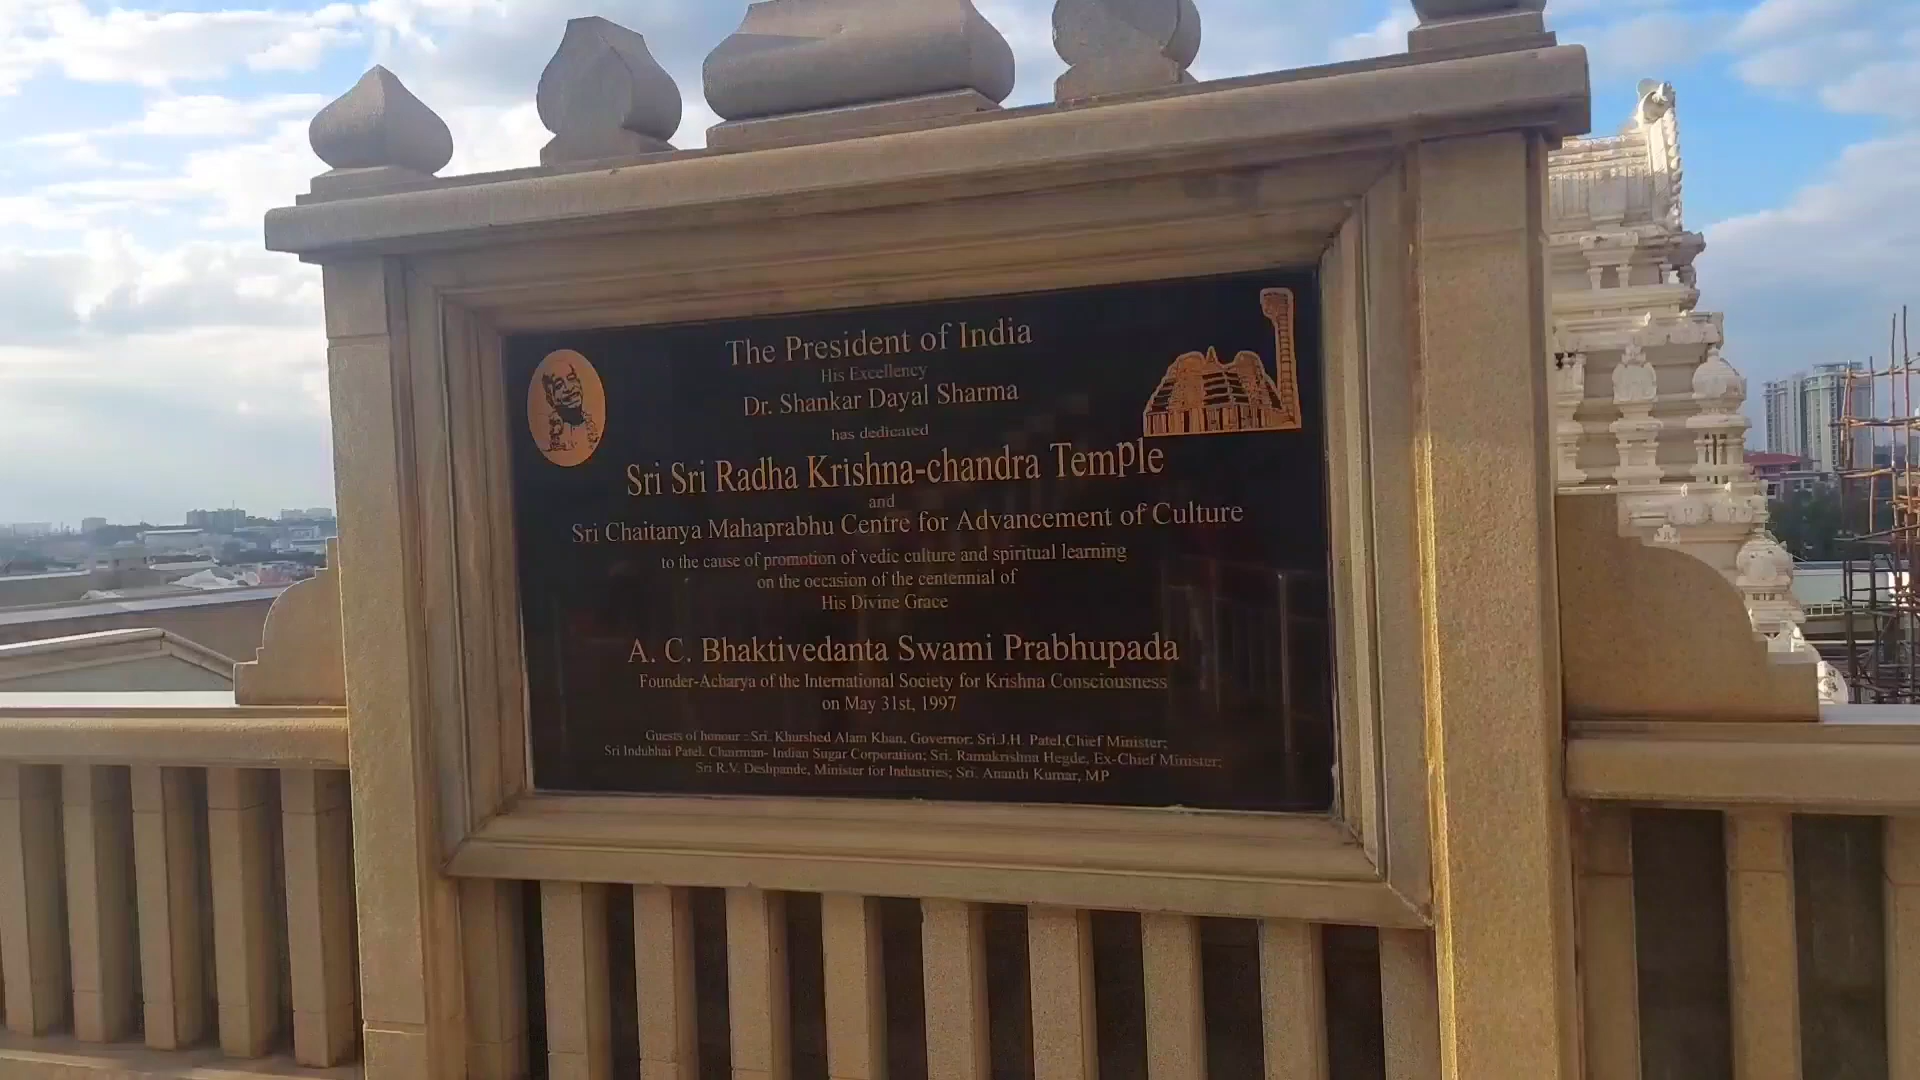 The President of India
His Excellency
Dr. Shankar Dayal Sharma
has dedicated
Sri Sri Radha Krishna-chandra Temple
and
Sri Chaitanya Mahaprabhu Centre for Advancement of Culture
to the cause of promotion of vedic culture and spiritual learning
on the occasion of the centennial of
His Divine Grace
A. C. Bhaktivedanta Swami Prabhupada
Founder-Acharya of the International Society for Krishna Consciousness
on May 31st, 1997
Guests of honour : Sri. Khurshed Alam Khan, Governor; Sri.J.H. Patel,Chief Minister;
Sri Indubhai Patel, Chairman- Indian Sugar Corporation; Sri. Ramakrishna Hegde, Ex-Chief Minister;
Sri R.V. Deshpande, Minister for Industries; Sri. Ananth Kumar, MP